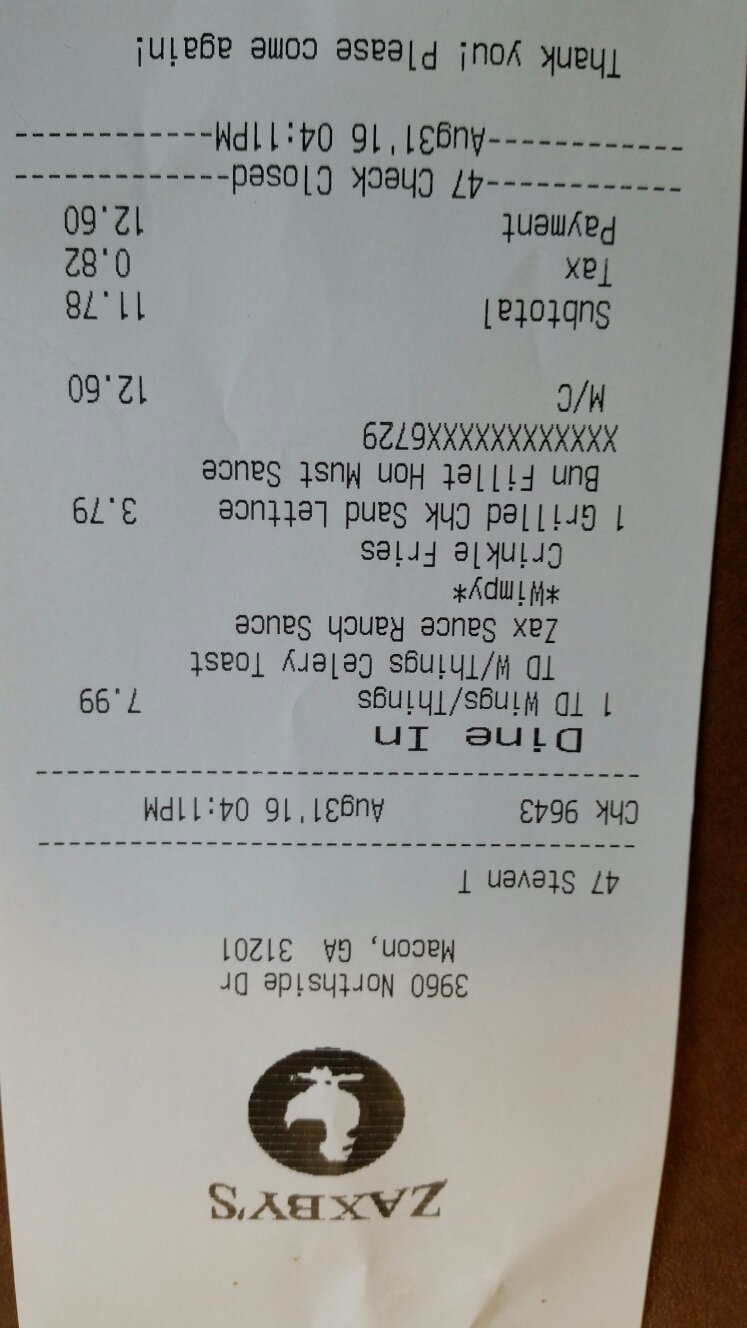 ZAXBY'S
3960 Northside Dr
Macon, GA 31201
47 Steven T
----------------------------------------
Chk 9643 Aug31'16 04:11PM
----------------------------------------
Dine In
1 TD Wings/Things 7.99
TD W/Things Celery Toast
Zax Sauce Ranch Sauce
*Wimpy*
Crinkle Fries
1 Grilled Chk Sand Lettuce 3.79
Bun Fillet Hon Must Sauce
XXXXXXXXXXXX6729
M/C 12.60
Subtotal 11.78
Tax 0.82
Payment 12.60
------------47 Check Closed-------------
------------Aug31'16 04:11PM------------
Thank you! Please come again!